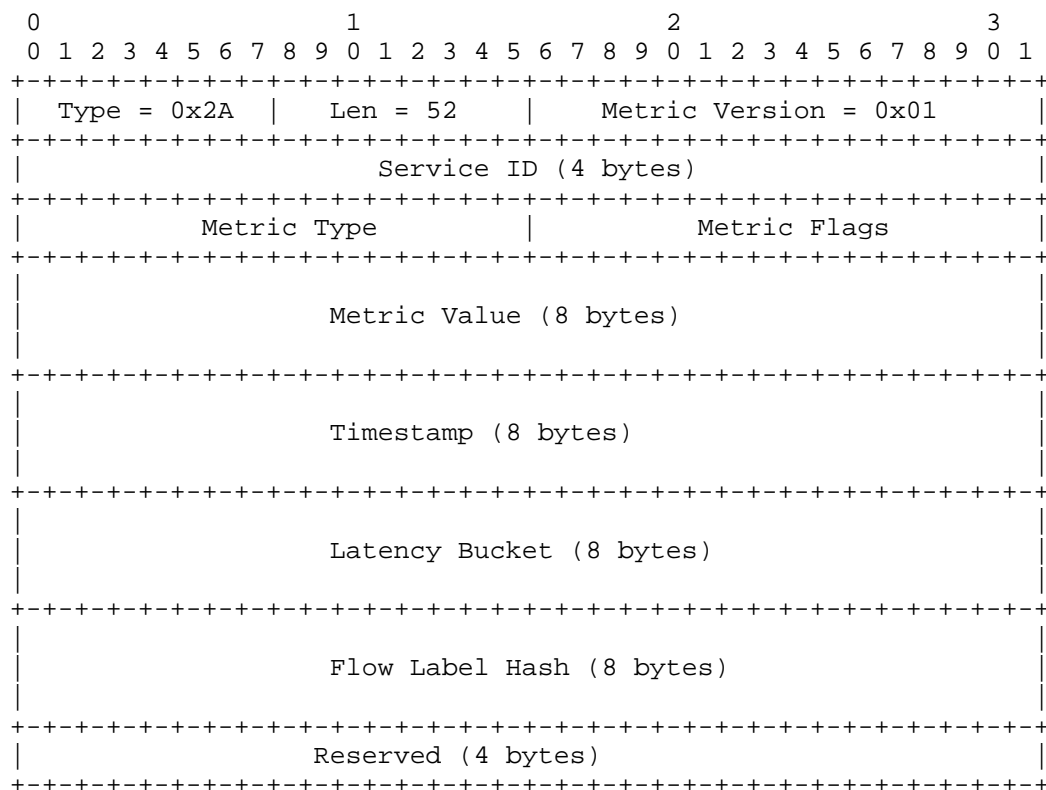 0                   1                   2                   3
0 1 2 3 4 5 6 7 8 9 0 1 2 3 4 5 6 7 8 9 0 1 2 3 4 5 6 7 8 9 0 1
+-+-+-+-+-+-+-+-+-+-+-+-+-+-+-+-+-+-+-+-+-+-+-+-+-+-+-+-+-+-+-+-+
|  Type = 0x2A  |   Len = 52    |    Metric Version = 0x01      |
+-+-+-+-+-+-+-+-+-+-+-+-+-+-+-+-+-+-+-+-+-+-+-+-+-+-+-+-+-+-+-+-+
|                      Service ID (4 bytes)                     |
+-+-+-+-+-+-+-+-+-+-+-+-+-+-+-+-+-+-+-+-+-+-+-+-+-+-+-+-+-+-+-+-+
|           Metric Type         |          Metric Flags         |
+-+-+-+-+-+-+-+-+-+-+-+-+-+-+-+-+-+-+-+-+-+-+-+-+-+-+-+-+-+-+-+-+
|                                                               |
|                   Metric Value (8 bytes)                      |
|                                                               |
+-+-+-+-+-+-+-+-+-+-+-+-+-+-+-+-+-+-+-+-+-+-+-+-+-+-+-+-+-+-+-+-+
|                                                               |
|                   Timestamp (8 bytes)                         |
|                                                               |
+-+-+-+-+-+-+-+-+-+-+-+-+-+-+-+-+-+-+-+-+-+-+-+-+-+-+-+-+-+-+-+-+
|                                                               |
|                   Latency Bucket (8 bytes)                    |
|                                                               |
+-+-+-+-+-+-+-+-+-+-+-+-+-+-+-+-+-+-+-+-+-+-+-+-+-+-+-+-+-+-+-+-+
|                                                               |
|                   Flow Label Hash (8 bytes)                   |
|                                                               |
+-+-+-+-+-+-+-+-+-+-+-+-+-+-+-+-+-+-+-+-+-+-+-+-+-+-+-+-+-+-+-+-+
|                  Reserved (4 bytes)                           |
+-+-+-+-+-+-+-+-+-+-+-+-+-+-+-+-+-+-+-+-+-+-+-+-+-+-+-+-+-+-+-+-+